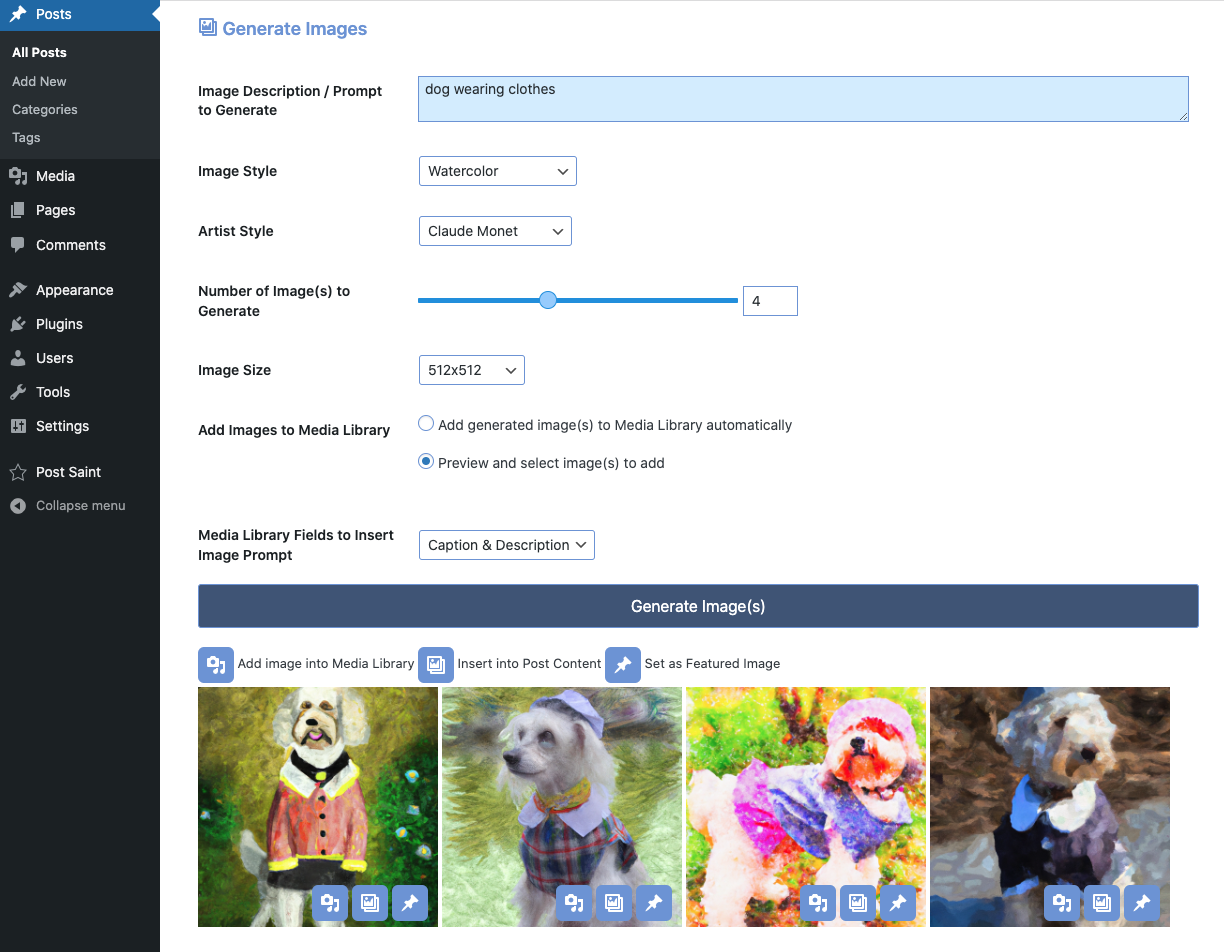 Posts
All Posts
Add New
Categories
Tags
Media
Pages
Comments
Appearance
Plugins
Users
Tools
Settings
Post Saint
Collapse menu
Generate Images
Image Description / Prompt
to Generate
dog wearing clothes
Image Style
Watercolor
Artist Style
Claude Monet
Number of Image(s) to
Generate
4
Image Size
512x512
Add Images to Media Library
Add generated image(s) to Media Library automatically
Preview and select image(s) to add
Media Library Fields to Insert
Image Prompt
Caption & Description
Generate Image(s)
Add image into Media Library
Insert into Post Content
Set as Featured Image